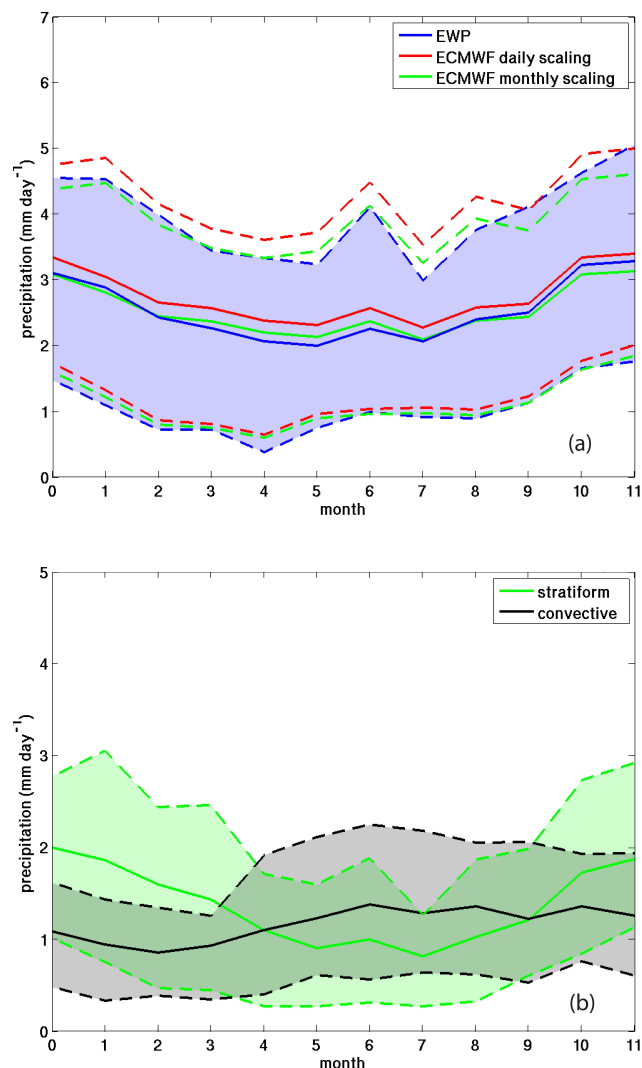 7
6
5
4
3
2
1
0
precipitation (mm day-1)
EWP
ECMWF daily scaling
ECMWF monthly scaling
(a)
0 1 2 3 4 5 6 7 8 9 10 11
month
5
4
3
2
1
0
precipitation (mm day-1)
stratiform
convective
(b)
0 1 2 3 4 5 6 7 8 9 10 11
month